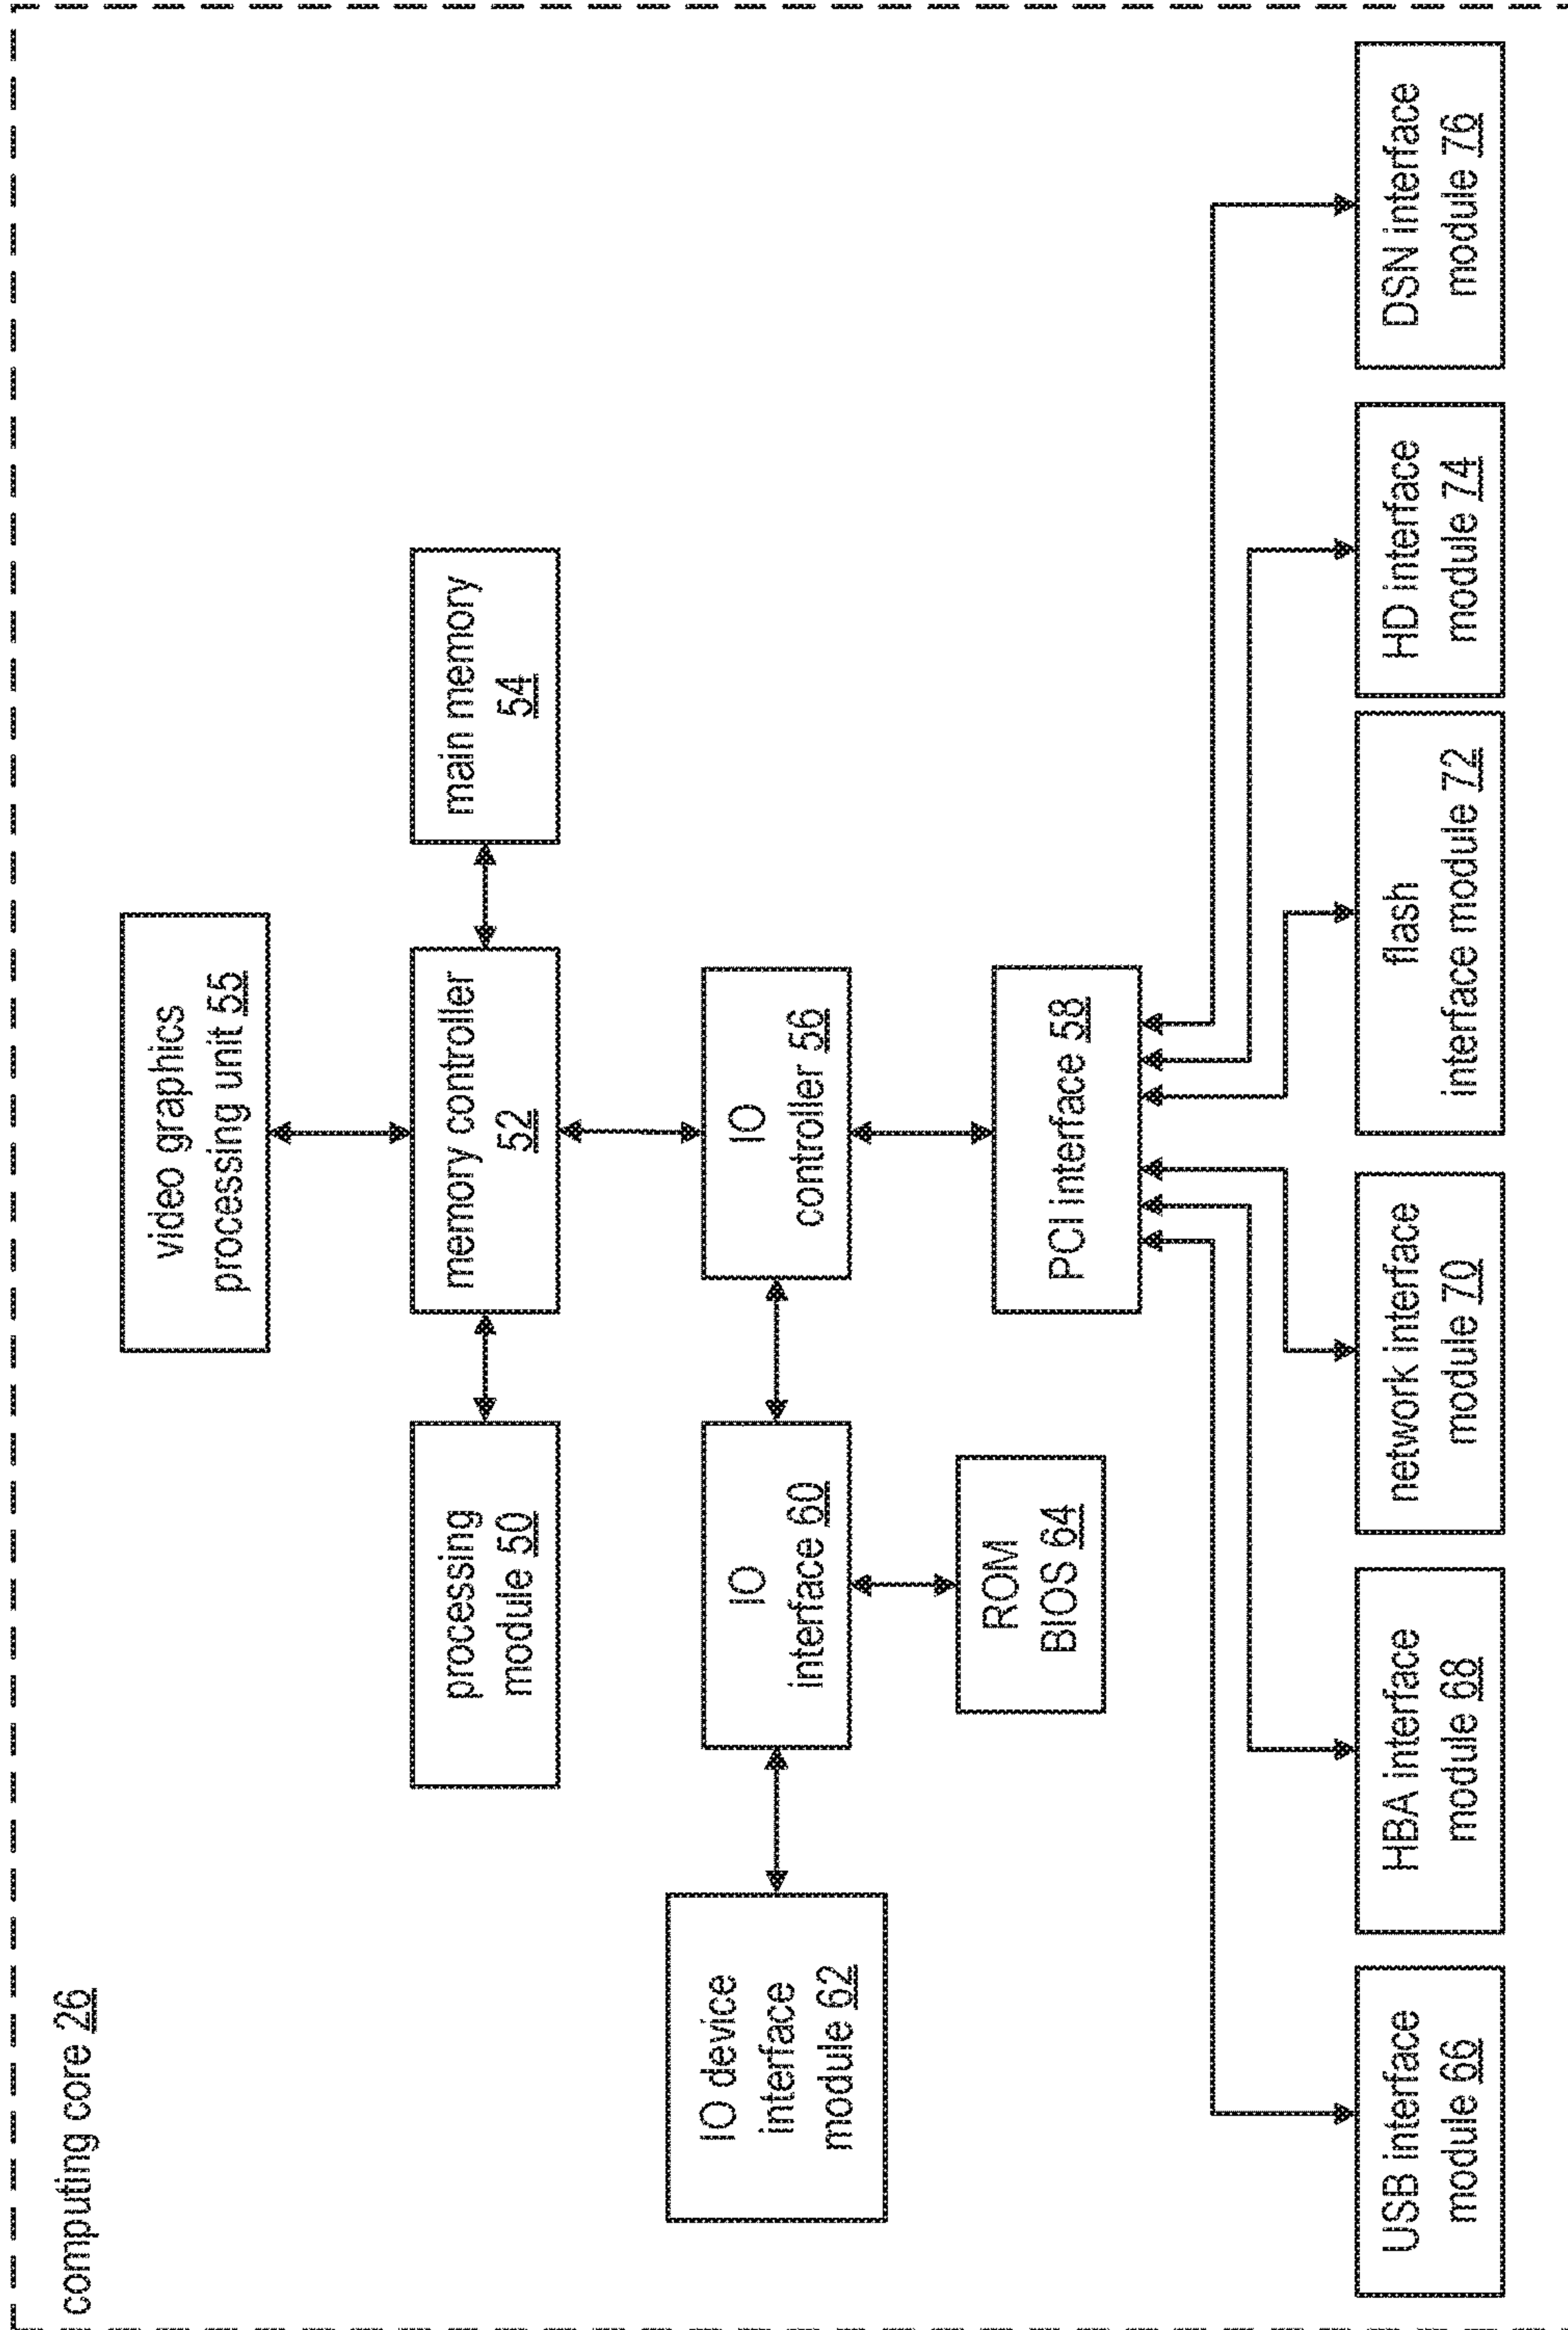 computing core 26
video graphics
processing unit 55
processing
module 50
memory controller
52
main memory
54
IO device
interface
module 62
IO
interface 60
IO
controller 56
ROM
BIOS 64
PCI interface 58
USB interface
module 66
HBA interface
module 68
network interface
module 70
flash
interface module 72
HD interface
module 74
DSN interface
module 76